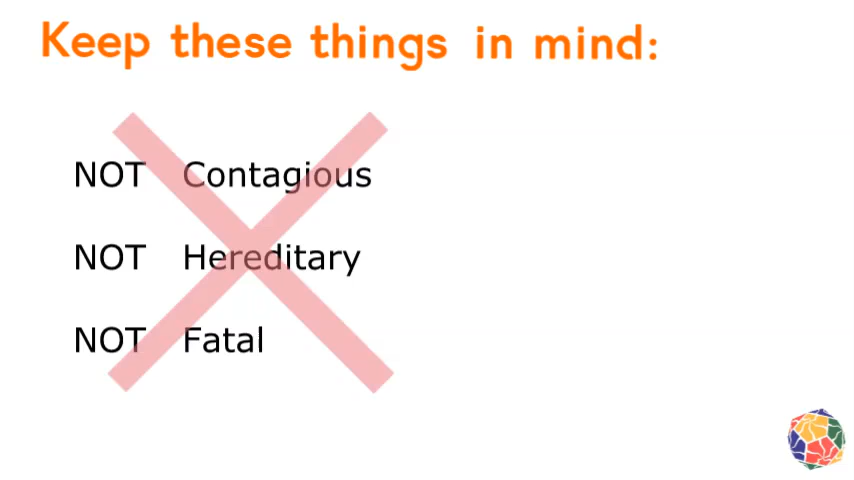 Keep these things in mind:
NOT Contagious
NOT Hereditary
NOT Fatal